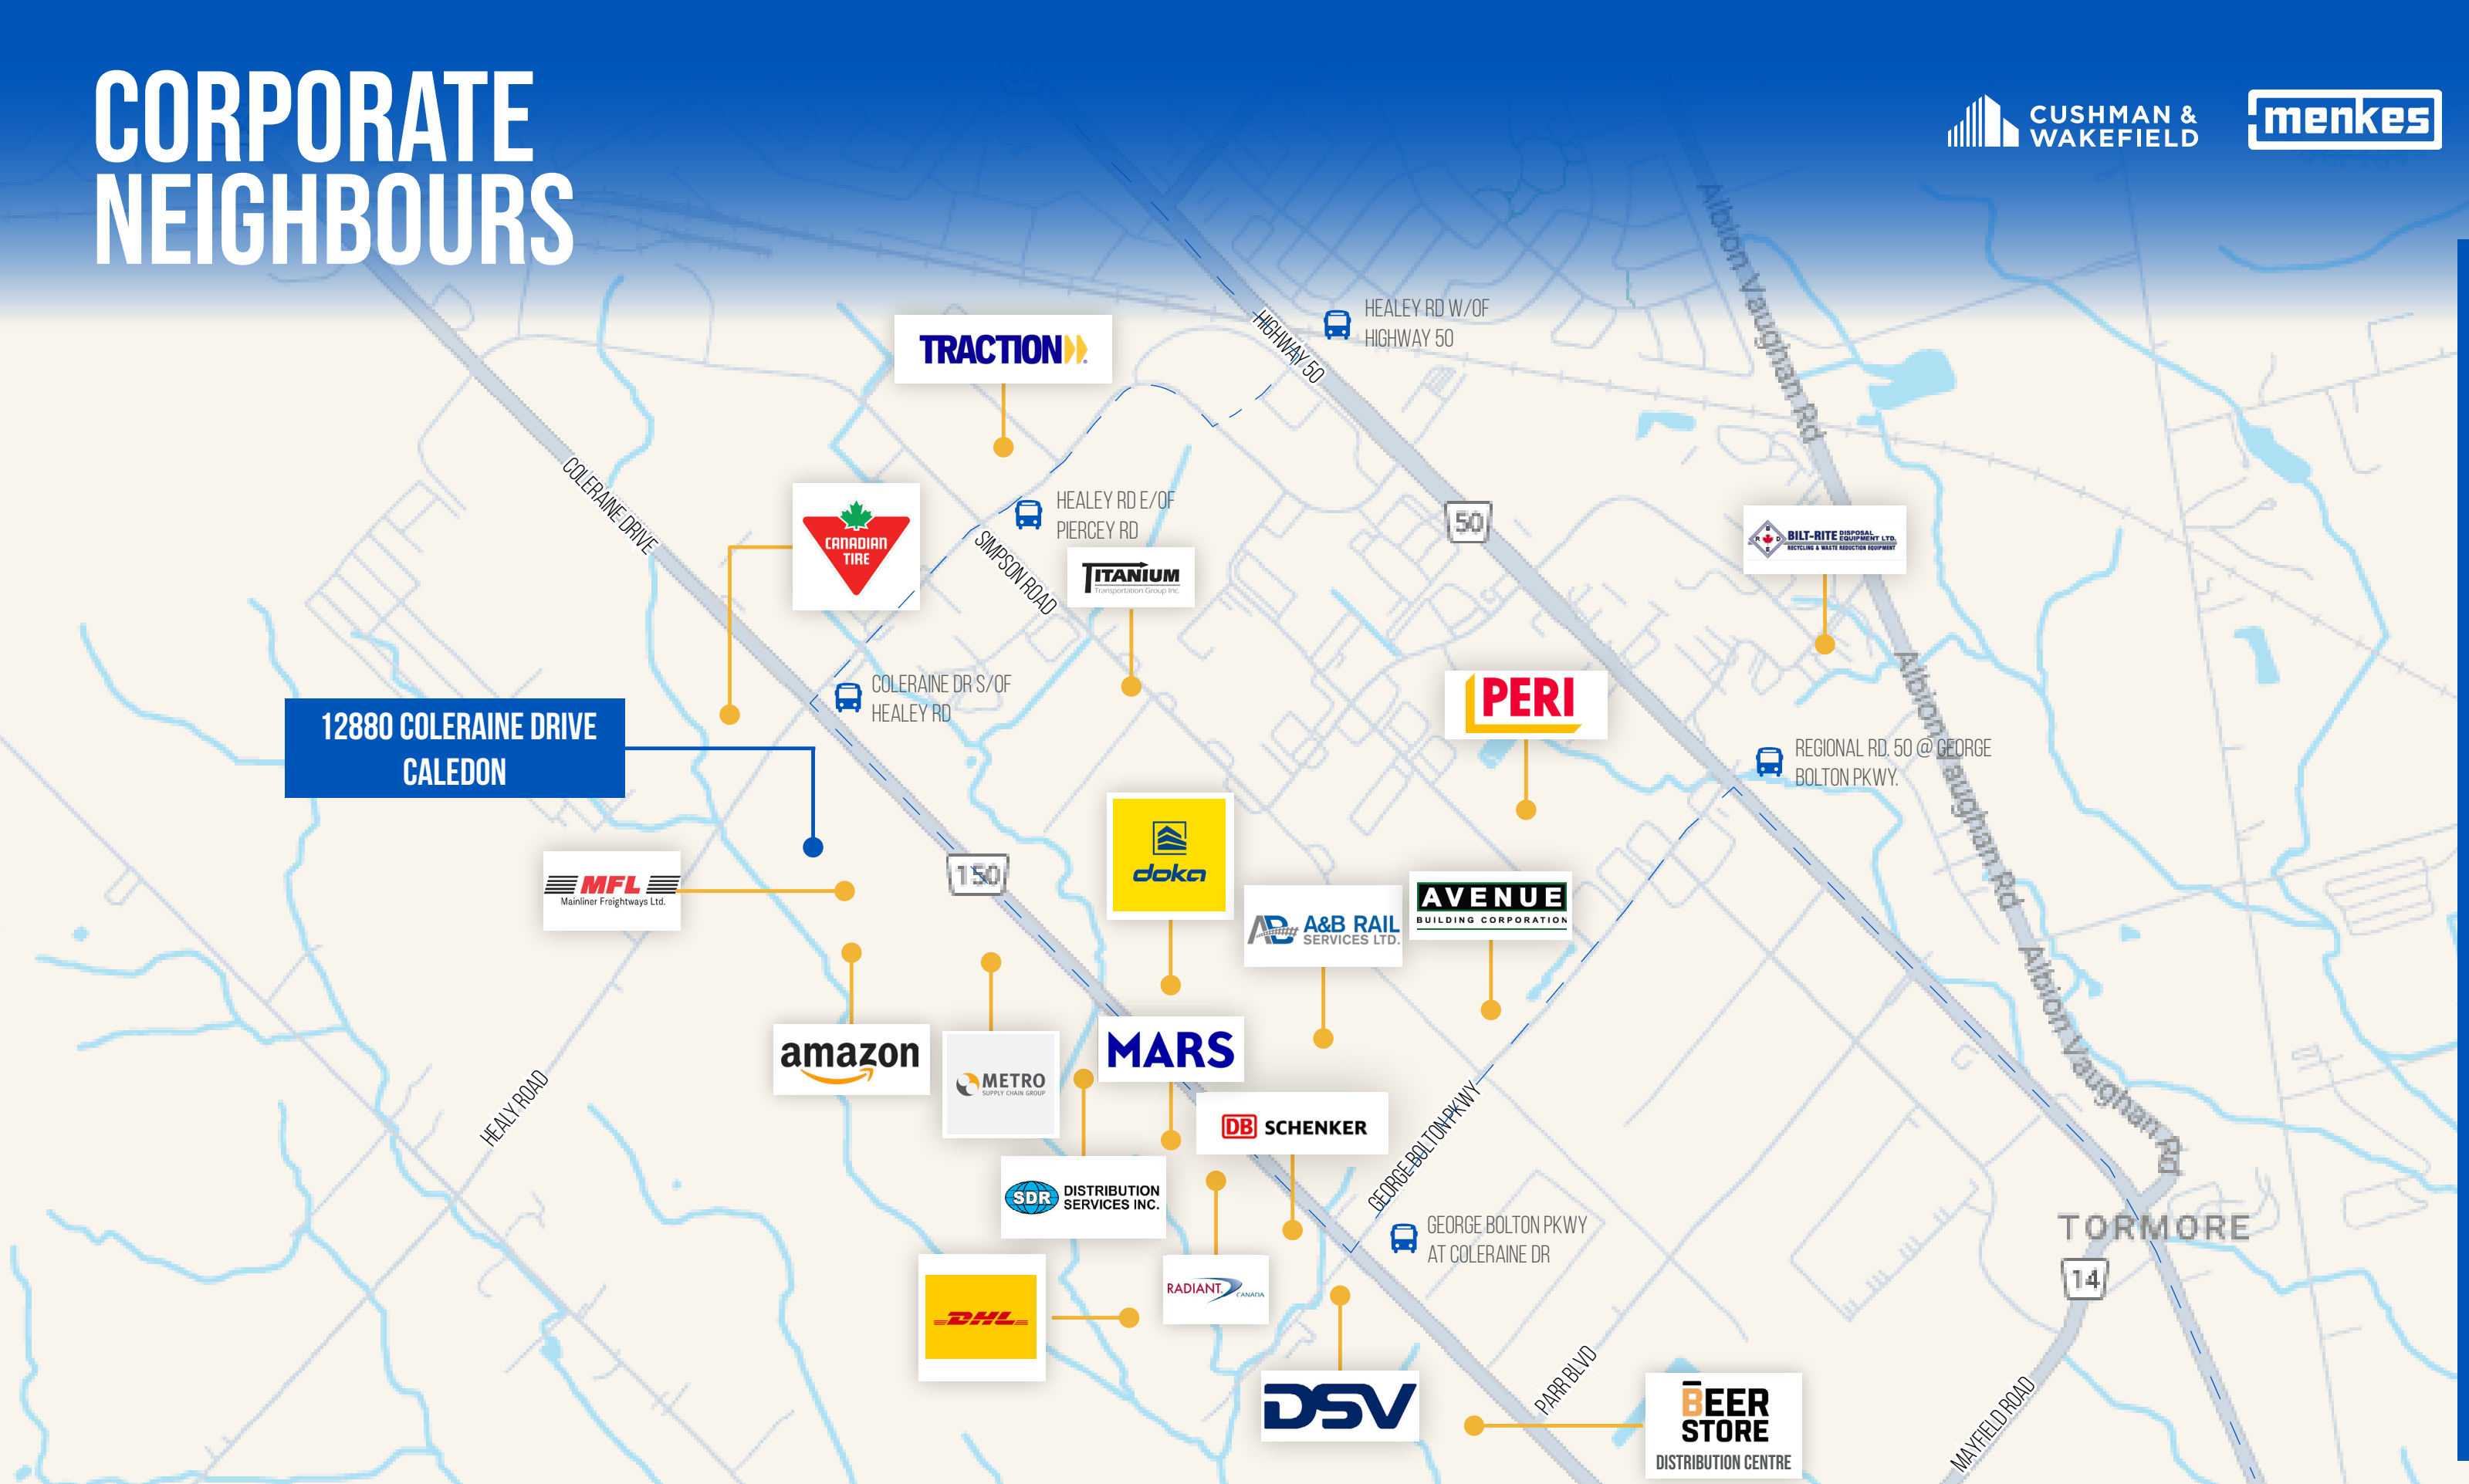 CORPORATE
NEIGHBOURS
CUSHMAN &
WAKEFIELD
menkes
Albion Vaughan Rd
HEALEY RD W/OF
HIGHWAY 50
HIGHWAY 50
TRACTION
COLERAINE DRIVE
CANADIAN
TIRE
HEALEY RD E/OF
PIERCEY RD
SIMPSON ROAD
TITANIUM
Transportation Group Inc.
50
BILT-RITE DISPOSAL
EQUIPMENT LTD.
RECYCLING & WASTE REDUCTION EQUIPMENT
COLERAINE DR S/OF
HEALEY RD
PERI
Albion Vaughan Rd
12880 COLERAINE DRIVE
CALEDON
REGIONAL RD. 50 @ GEORGE
BOLTON PKWY.
MFL
Mainliner Freightways Ltd.
150
doka
A&B RAIL
SERVICES LTD.
AVENUE
BUILDING CORPORATION
Albion Vaughan Rd
amazon
METRO
SUPPLY CHAIN GROUP
MARS
DB SCHENKER
HEALY ROAD
GEORGE BOLTON PKWY
SDR DISTRIBUTION
SERVICES INC.
GEORGE BOLTON PKWY
AT COLERAINE DR
TORMORE
14
DHL
RADIANT
CANADA
DSV
PARR BLVD
BEER
STORE
DISTRIBUTION CENTRE
MAYFIELD ROAD